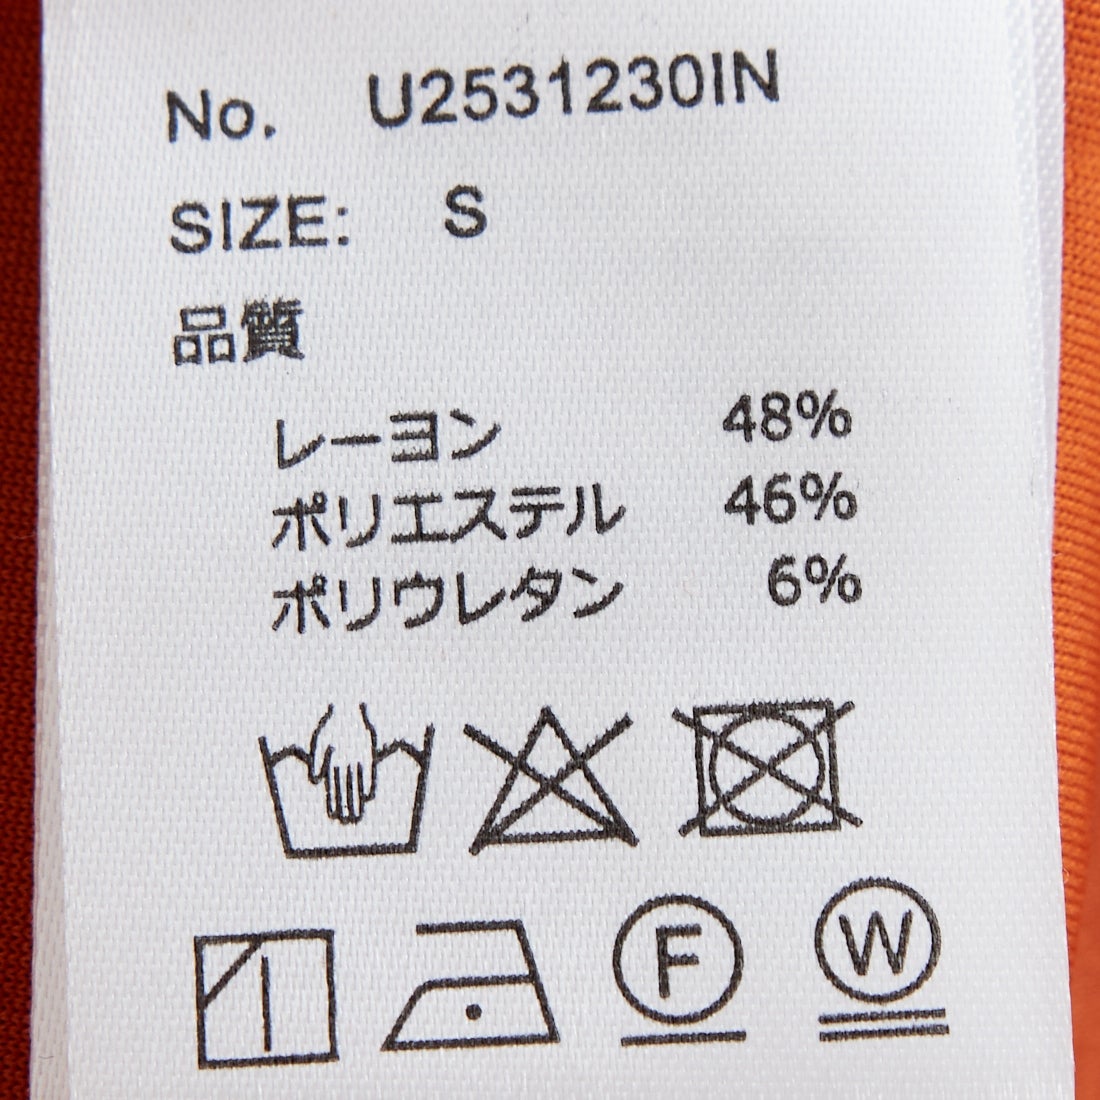 No. U2531230IN
SIZE: S
品質
レーヨン 48%
ポリエステル 46%
ポリウレタン 6%
F W